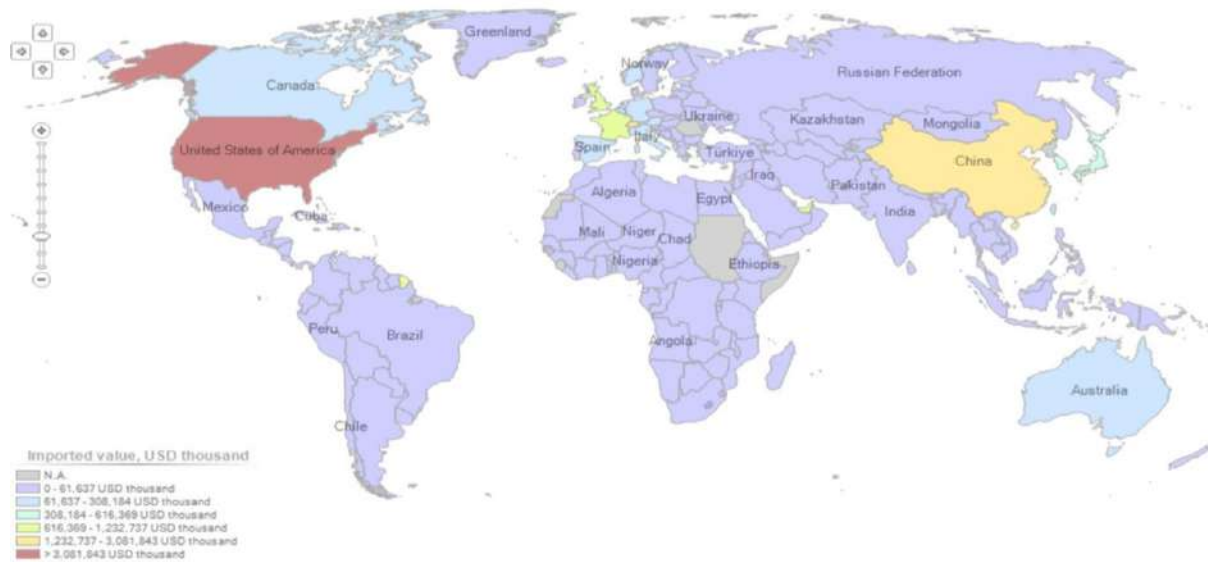 Greenland
Norway
Russian Federation
Canada
Ukraine
Kazakhstan
Mongolia
Italy
United States of America
Spain
Türkiye
China
Iraq
Pakistan
Algeria
Egypt
India
Mexico
Cuba
Mali
Niger
Chad
Nigeria
Ethiopia
Peru
Brazil
Angola
Australia
Chile
Imported value, USD thousand
N.A.
0 - 61,637 USD thousand
61,637 - 308,184 USD thousand
308,184 - 616,369 USD thousand
616,369 - 1,232,737 USD thousand
1,232,737 - 3,081,843 USD thousand
> 3,081,843 USD thousand